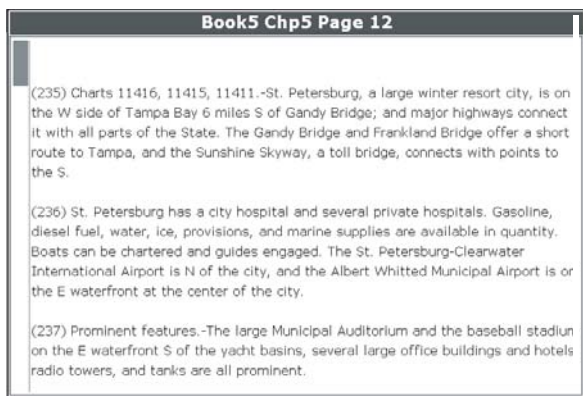 Book5 Chp5 Page 12
(235) Charts 11416, 11415, 11411.-St. Petersburg, a large winter resort city, is on
the W side of Tampa Bay 6 miles S of Gandy Bridge; and major highways connect
it with all parts of the State. The Gandy Bridge and Frankland Bridge offer a short
route to Tampa, and the Sunshine Skyway, a toll bridge, connects with points to
the S.
(236) St. Petersburg has a city hospital and several private hospitals. Gasoline,
diesel fuel, water, ice, provisions, and marine supplies are available in quantity.
Boats can be chartered and guides engaged. The St. Petersburg-Clearwater
International Airport is N of the city, and the Albert Whitted Municipal Airport is or
the E waterfront at the center of the city.
(237) Prominent features.-The large Municipal Auditorium and the baseball stadiun
on the E waterfront S of the yacht basins, several large office buildings and hotels
radio towers, and tanks are all prominent.